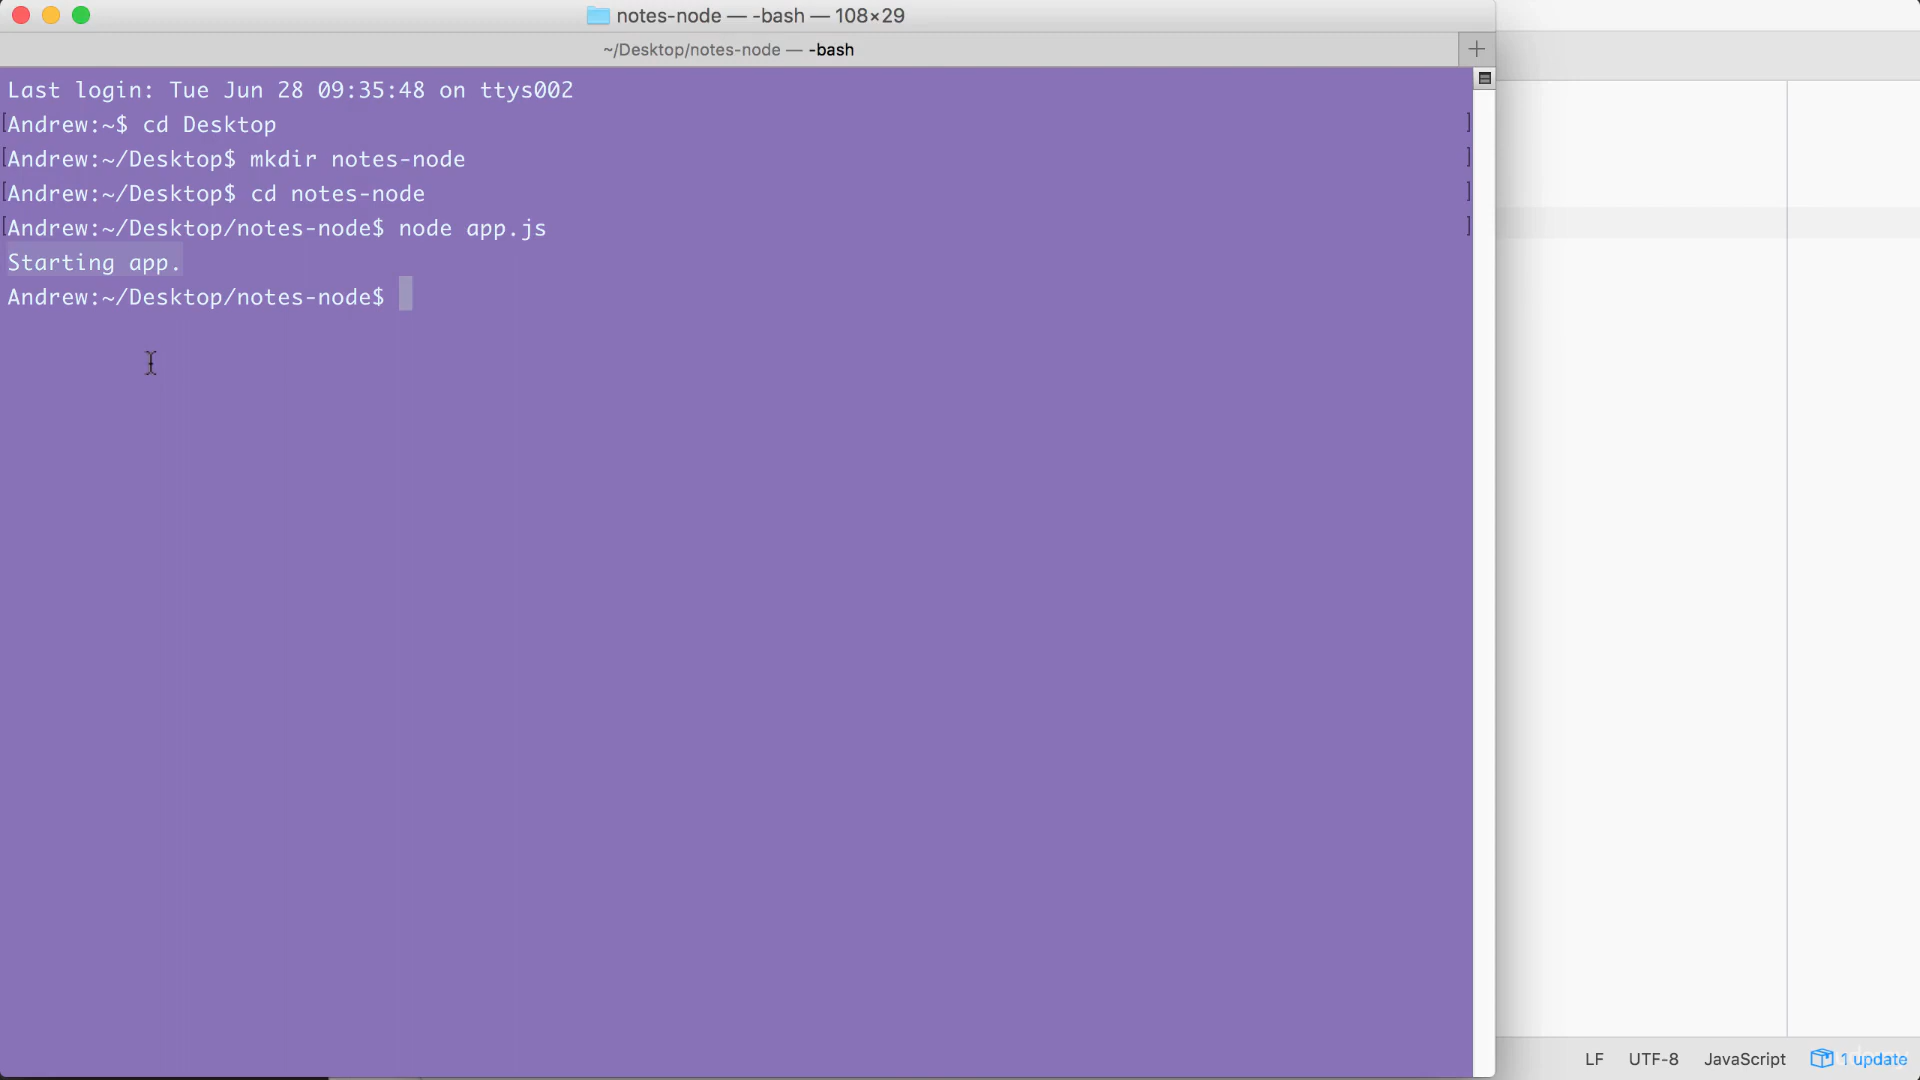 notes-node — -bash — 108×29
~/Desktop/notes-node — -bash
Last login: Tue Jun 28 09:35:48 on ttys002
[Andrew:~$ cd Desktop ]
[Andrew:~/Desktop$ mkdir notes-node ]
[Andrew:~/Desktop$ cd notes-node ]
[Andrew:~/Desktop/notes-node$ node app.js ]
Starting app.
Andrew:~/Desktop/notes-node$
LF UTF-8 JavaScript 1 update